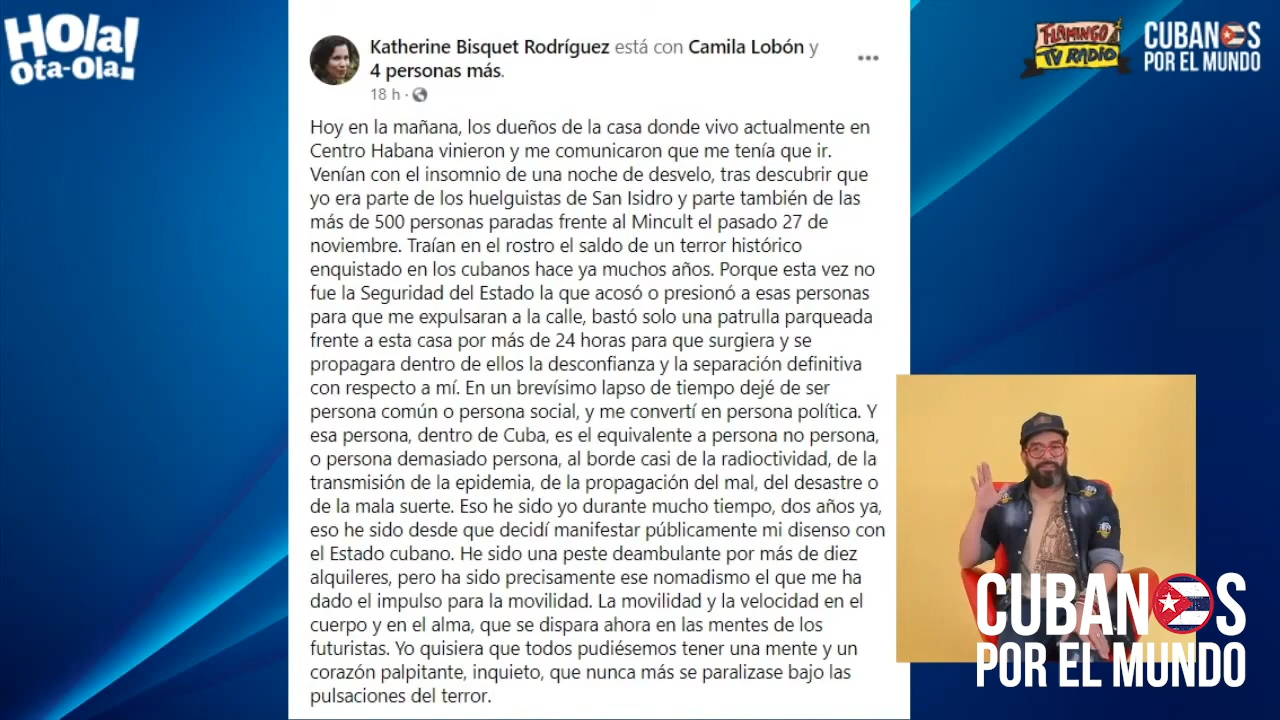 HOla!
Ota-Ola!
FLAMINGO
TV RADIO
CUBANOS
POR EL MUNDO
Katherine Bisquet Rodríguez está con Camila Lobón y
4 personas más.
18 h ·
Hoy en la mañana, los dueños de la casa donde vivo actualmente en
Centro Habana vinieron y me comunicaron que me tenía que ir.
Venían con el insomnio de una noche de desvelo, tras descubrir que
yo era parte de los huelguistas de San Isidro y parte también de las
más de 500 personas paradas frente al Mincult el pasado 27 de
noviembre. Traían en el rostro el saldo de un terror histórico
enquistado en los cubanos hace ya muchos años. Porque esta vez no
fue la Seguridad del Estado la que acosó o presionó a esas personas
para que me expulsaran a la calle, bastó solo una patrulla parqueada
frente a esta casa por más de 24 horas para que surgiera y se
propagara dentro de ellos la desconfianza y la separación definitiva
con respecto a mí. En un brevísimo lapso de tiempo dejé de ser
persona común o persona social, y me convertí en persona política. Y
esa persona, dentro de Cuba, es el equivalente a persona no persona,
o persona demasiado persona, al borde casi de la radioctividad, de la
transmisión de la epidemia, de la propagación del mal, del desastre o
de la mala suerte. Eso he sido yo durante mucho tiempo, dos años ya,
eso he sido desde que decidí manifestar públicamente mi disenso con
el Estado cubano. He sido una peste deambulante por más de diez
alquileres, pero ha sido precisamente ese nomadismo el que me ha
dado el impulso para la movilidad. La movilidad y la velocidad en el
cuerpo y en el alma, que se dispara ahora en las mentes de los
futuristas. Yo quisiera que todos pudiésemos tener una mente y un
corazón palpitante, inquieto, que nunca más se paralizase bajo las
pulsaciones del terror.
CUBANOS
POR EL MUNDO